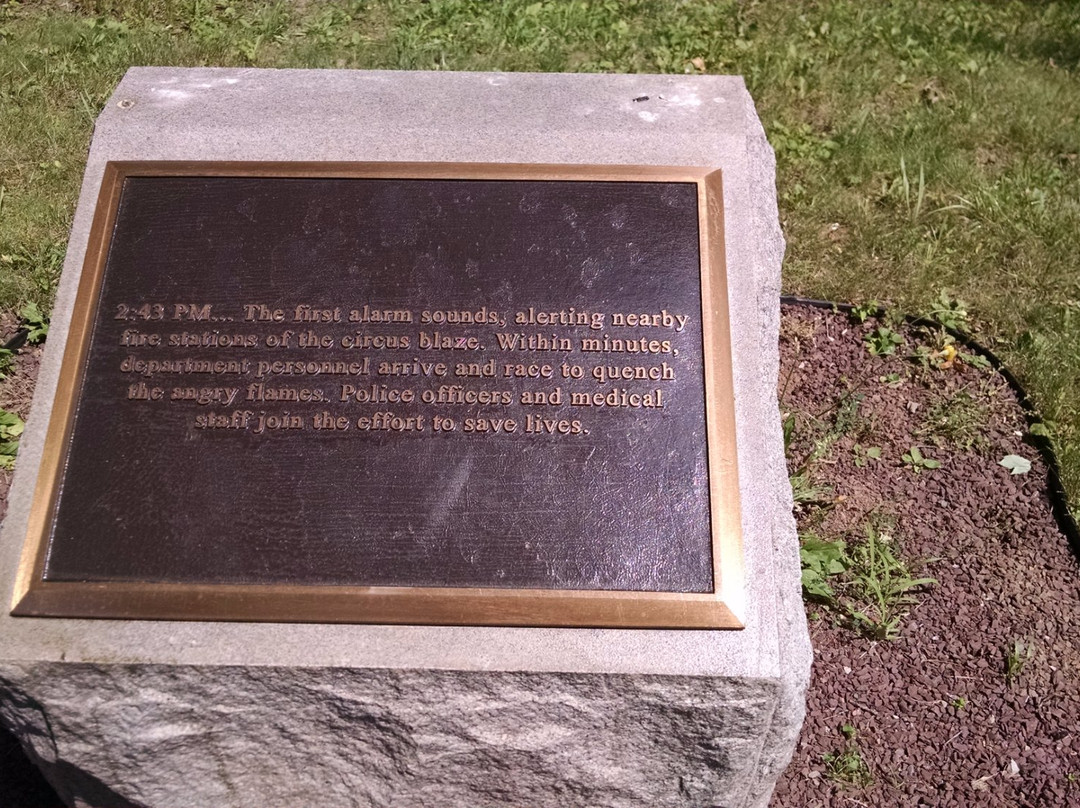 2:43 PM... The first alarm sounds, alerting nearby
fire stations of the circus blaze. Within minutes,
department personnel arrive and race to quench
the angry flames. Police officers and medical
staff join the effort to save lives.